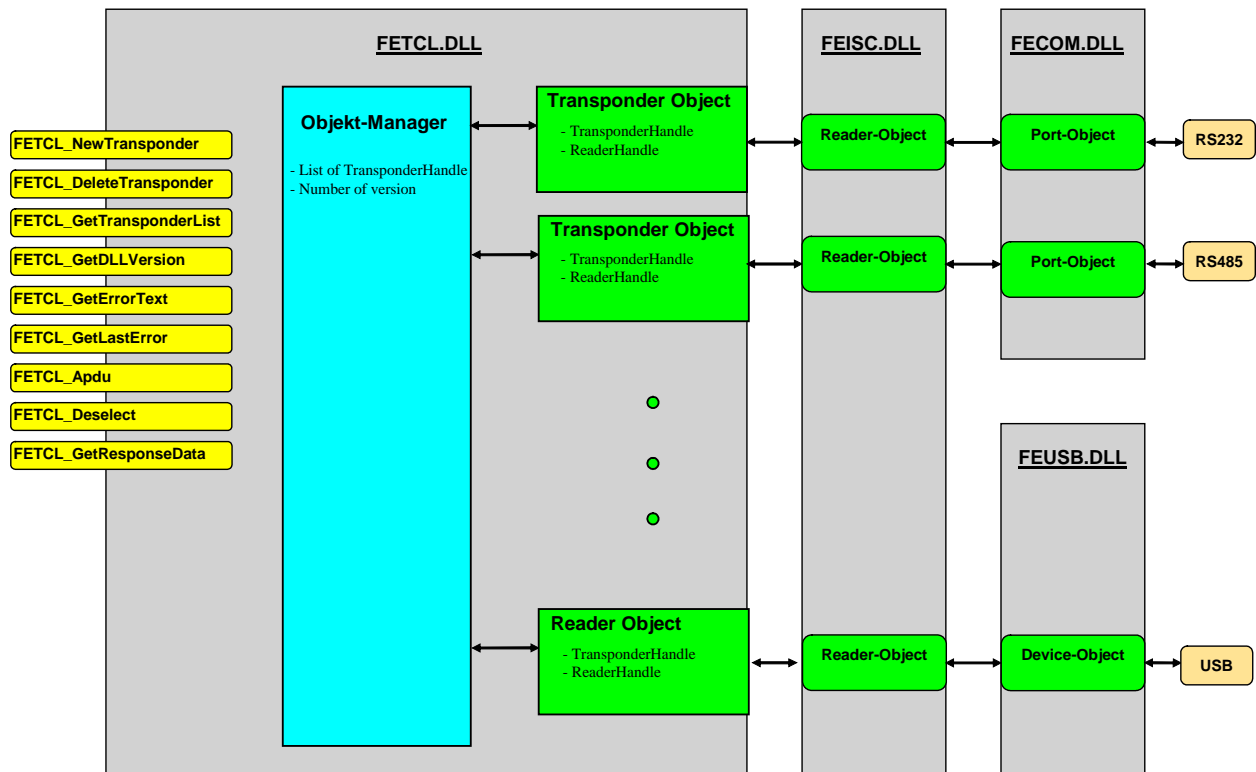 FETCL.DLL
FEISC.DLL
FECOM.DLL
FETCL_NewTransponder
FETCL_DeleteTransponder
FETCL_GetTransponderList
FETCL_GetDLLVersion
FETCL_GetErrorText
FETCL_GetLastError
FETCL_Apdu
FETCL_Deselect
FETCL_GetResponseData
Objekt-Manager
- List of TransponderHandle
- Number of version
Transponder Object
- TransponderHandle
- ReaderHandle
Reader-Object
Port-Object
RS232
Transponder Object
- TransponderHandle
- ReaderHandle
Reader-Object
Port-Object
RS485
FEUSB.DLL
Reader Object
- TransponderHandle
- ReaderHandle
Reader-Object
Device-Object
USB